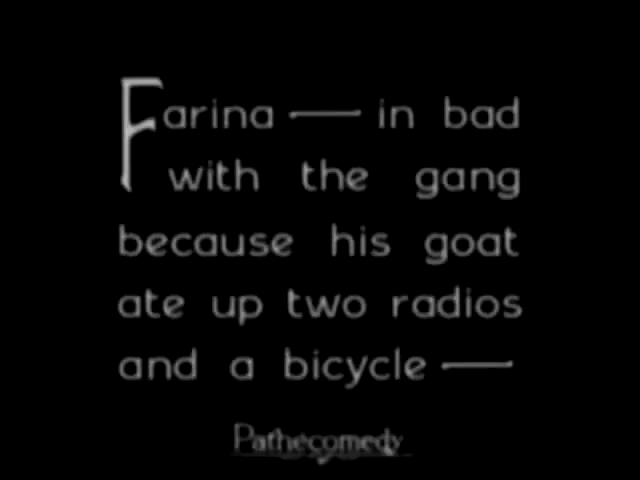 Farina — in bad
with the gang
because his goat
ate up two radios
and a bicycle —
Pathecomedy